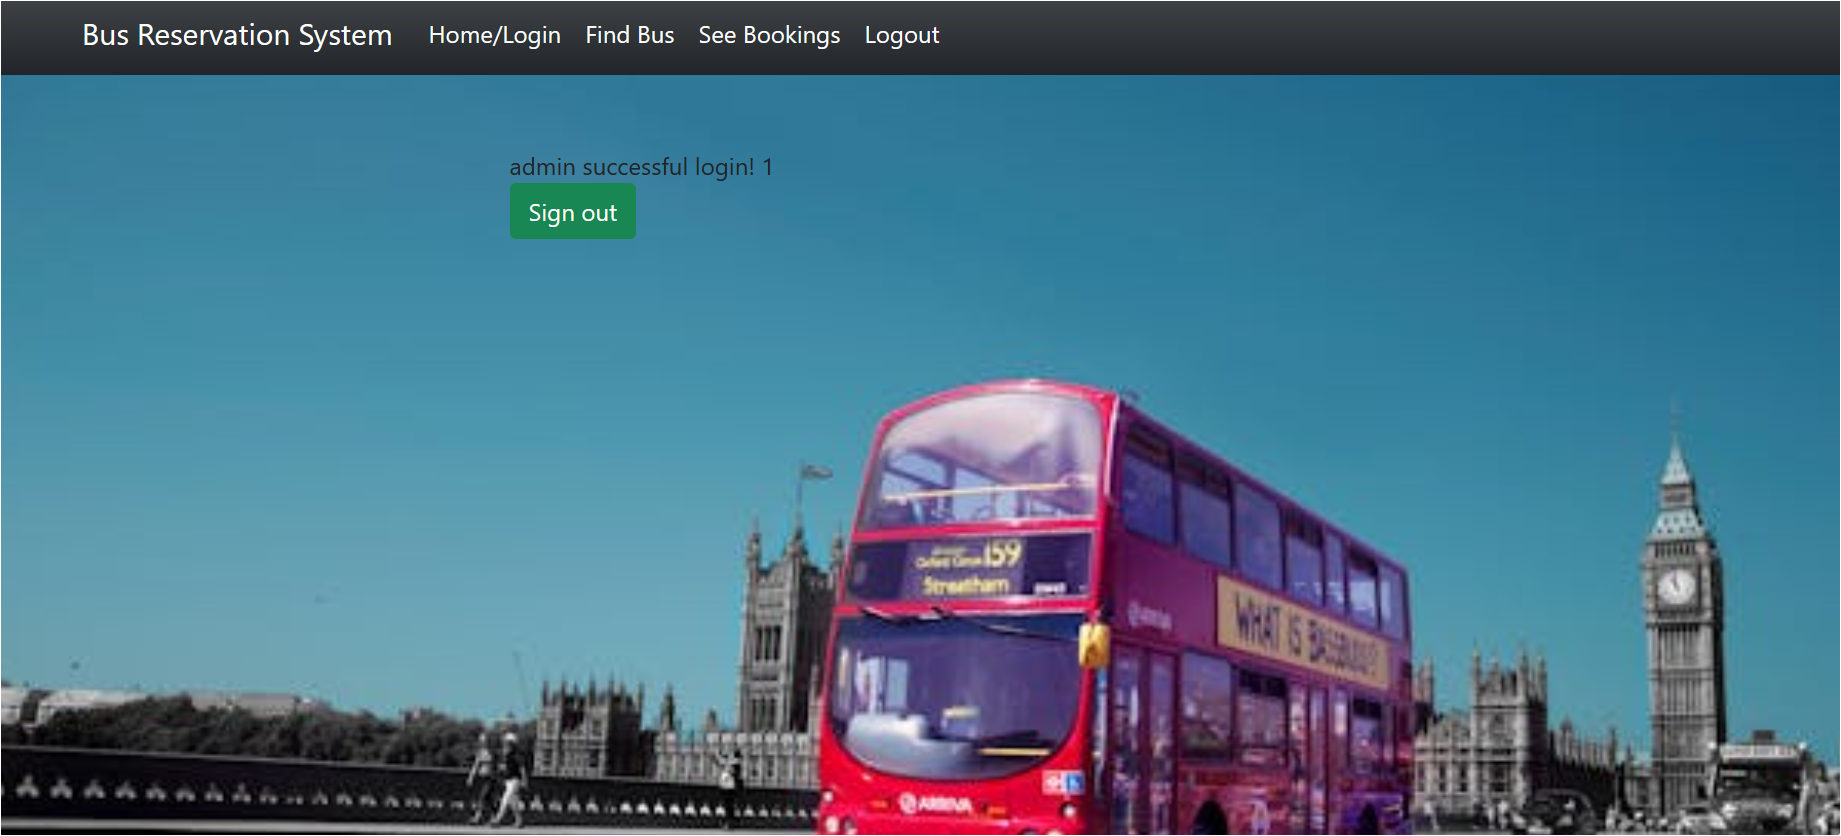 Bus Reservation System Home/Login Find Bus See Bookings Logout
admin successful login! 1
Sign out
159
Streatham
WHAT IS
ARRIVA